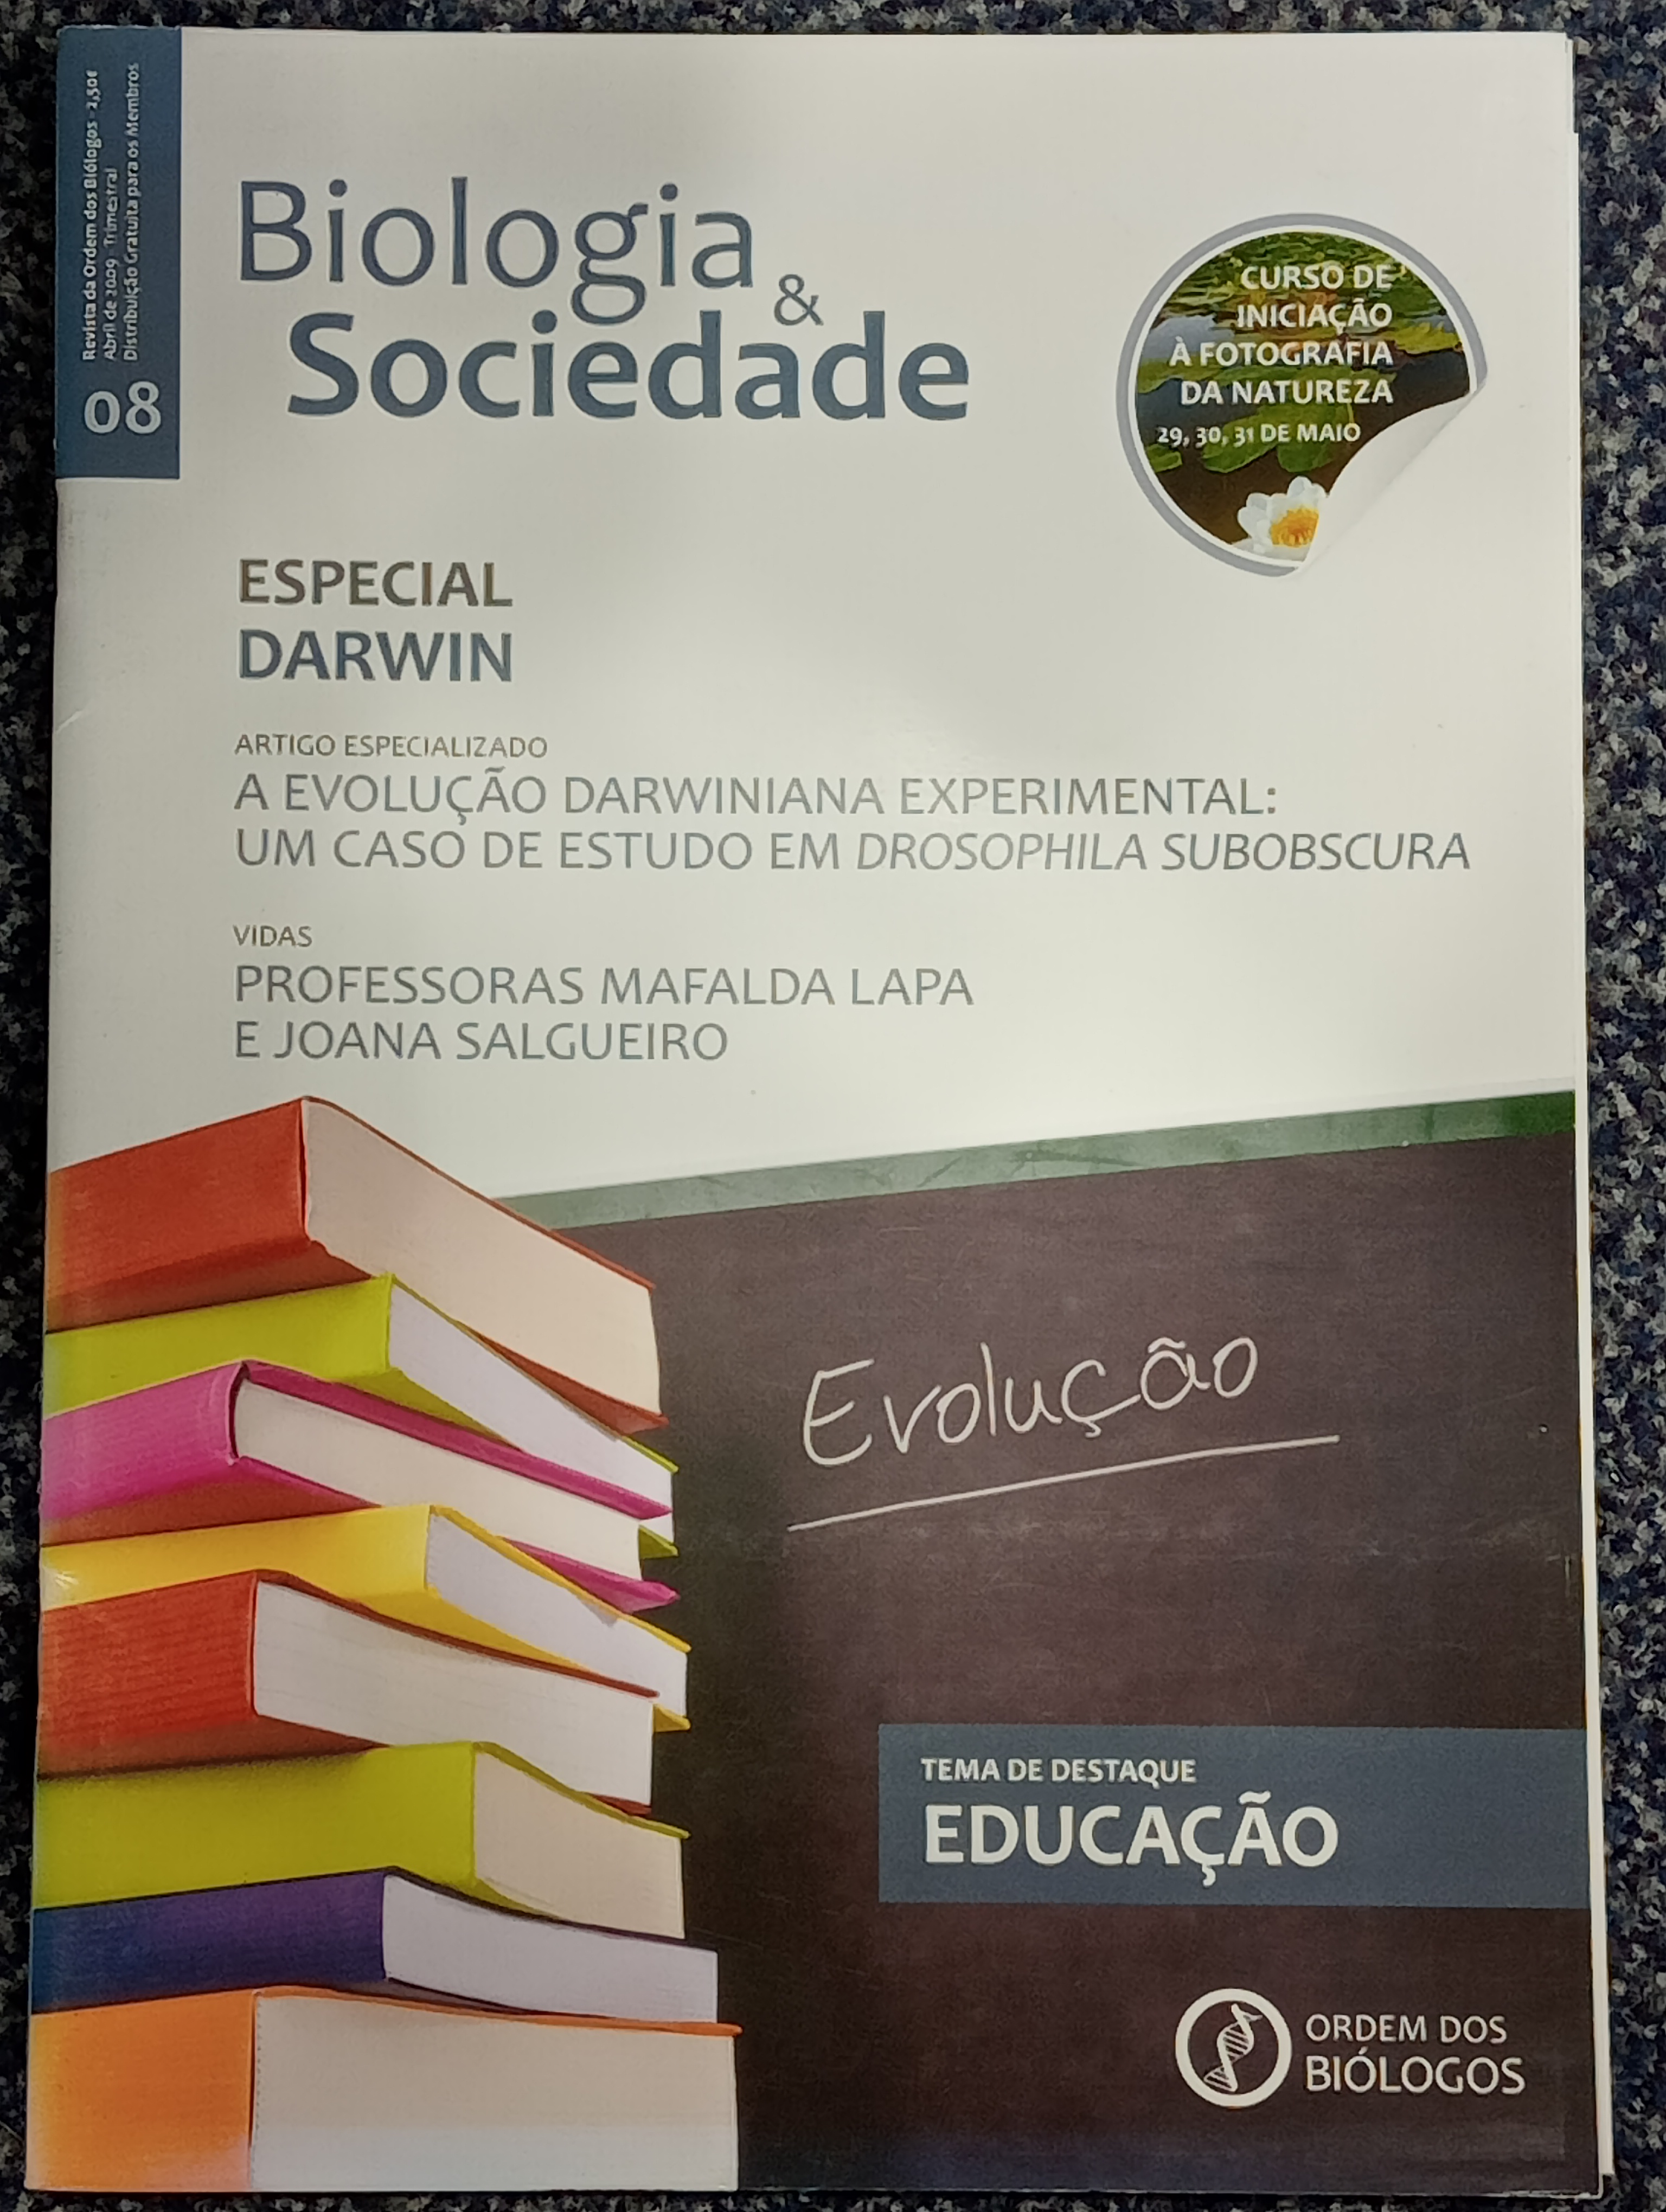 Revista da Ordem dos Biólogos - 2,50€
Abril de 2009 - Trimestral
Distribuição Gratuita para os Membros
08
Biologia
& Sociedade
CURSO DE
INICIAÇÃO
À FOTOGRAFIA
DA NATUREZA
29, 30, 31 DE MAIO
ESPECIAL
DARWIN
ARTIGO ESPECIALIZADO
A EVOLUÇÃO DARWINIANA EXPERIMENTAL:
UM CASO DE ESTUDO EM DROSOPHILA SUBOBSCURA
VIDAS
PROFESSORAS MAFALDA LAPA
E JOANA SALGUEIRO
Evolução
TEMA DE DESTAQUE
EDUCAÇÃO
ORDEM DOS
BIÓLOGOS